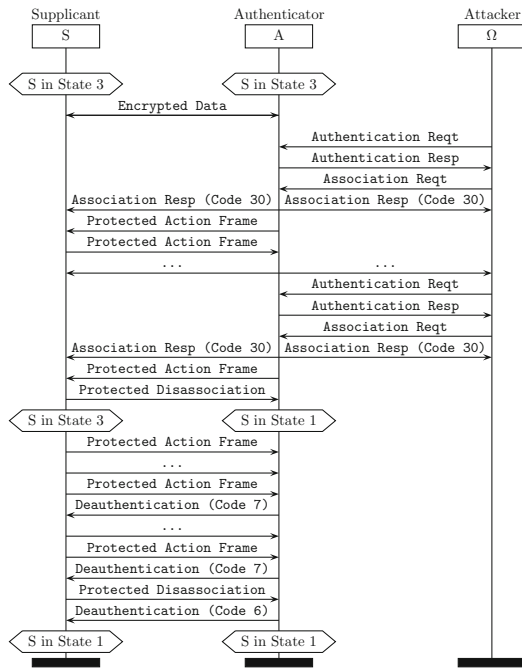 Supplicant Authenticator Attacker
S A Ω
S in State 3 S in State 3
Encrypted Data
Authentication Reqt
Authentication Resp
Association Reqt
Association Resp (Code 30) Association Resp (Code 30)
Protected Action Frame
Protected Action Frame
... ...
Authentication Reqt
Authentication Resp
Association Reqt
Association Resp (Code 30) Association Resp (Code 30)
Protected Action Frame
Protected Disassociation
S in State 3 S in State 1
Protected Action Frame
...
Protected Action Frame
Deauthentication (Code 7)
...
Protected Action Frame
Deauthentication (Code 7)
Protected Disassociation
Deauthentication (Code 6)
S in State 1 S in State 1